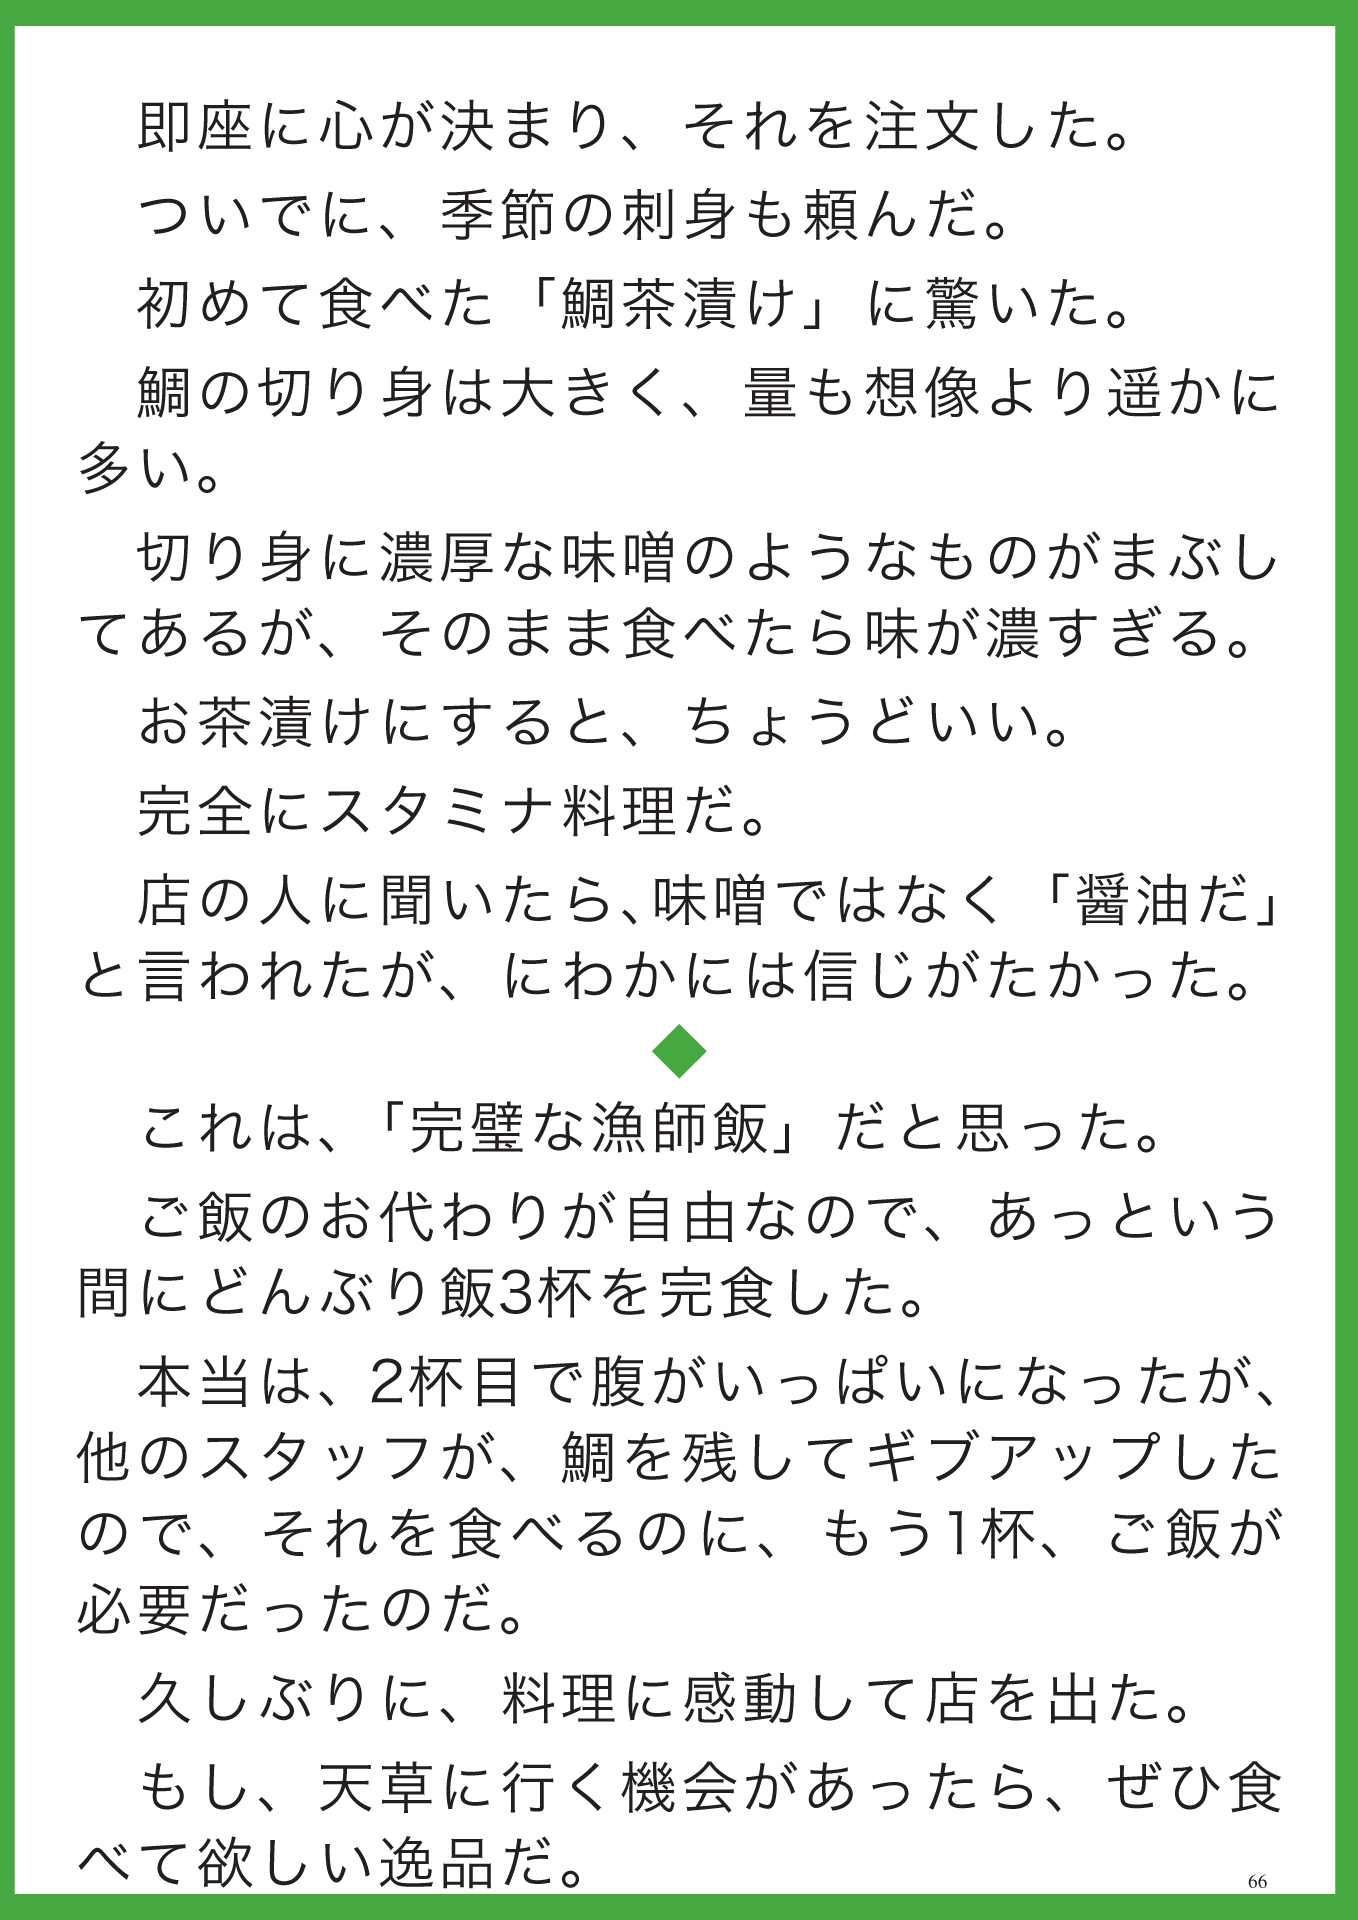 即座に心が決まり、それを注文した。
　ついでに、季節の刺身も頼んだ。
　初めて食べた「鯛茶漬け」に驚いた。
　鯛の切り身は大きく、量も想像より遥かに
多い。
　切り身に濃厚な味噌のようなものがまぶし
てあるが、そのまま食べたら味が濃すぎる。
　お茶漬けにすると、ちょうどいい。
　完全にスタミナ料理だ。
　店の人に聞いたら、味噌ではなく「醤油だ」
と言われたが、にわかには信じがたかった。
◆
　これは、「完璧な漁師飯」だと思った。
　ご飯のお代わりが自由なので、あっという
間にどんぶり飯3杯を完食した。
　本当は、2杯目で腹がいっぱいになったが、
他のスタッフが、鯛を残してギブアップした
ので、それを食べるのに、もう1杯、ご飯が
必要だったのだ。
　久しぶりに、料理に感動して店を出た。
　もし、天草に行く機会があったら、ぜひ食
べて欲しい逸品だ。
66